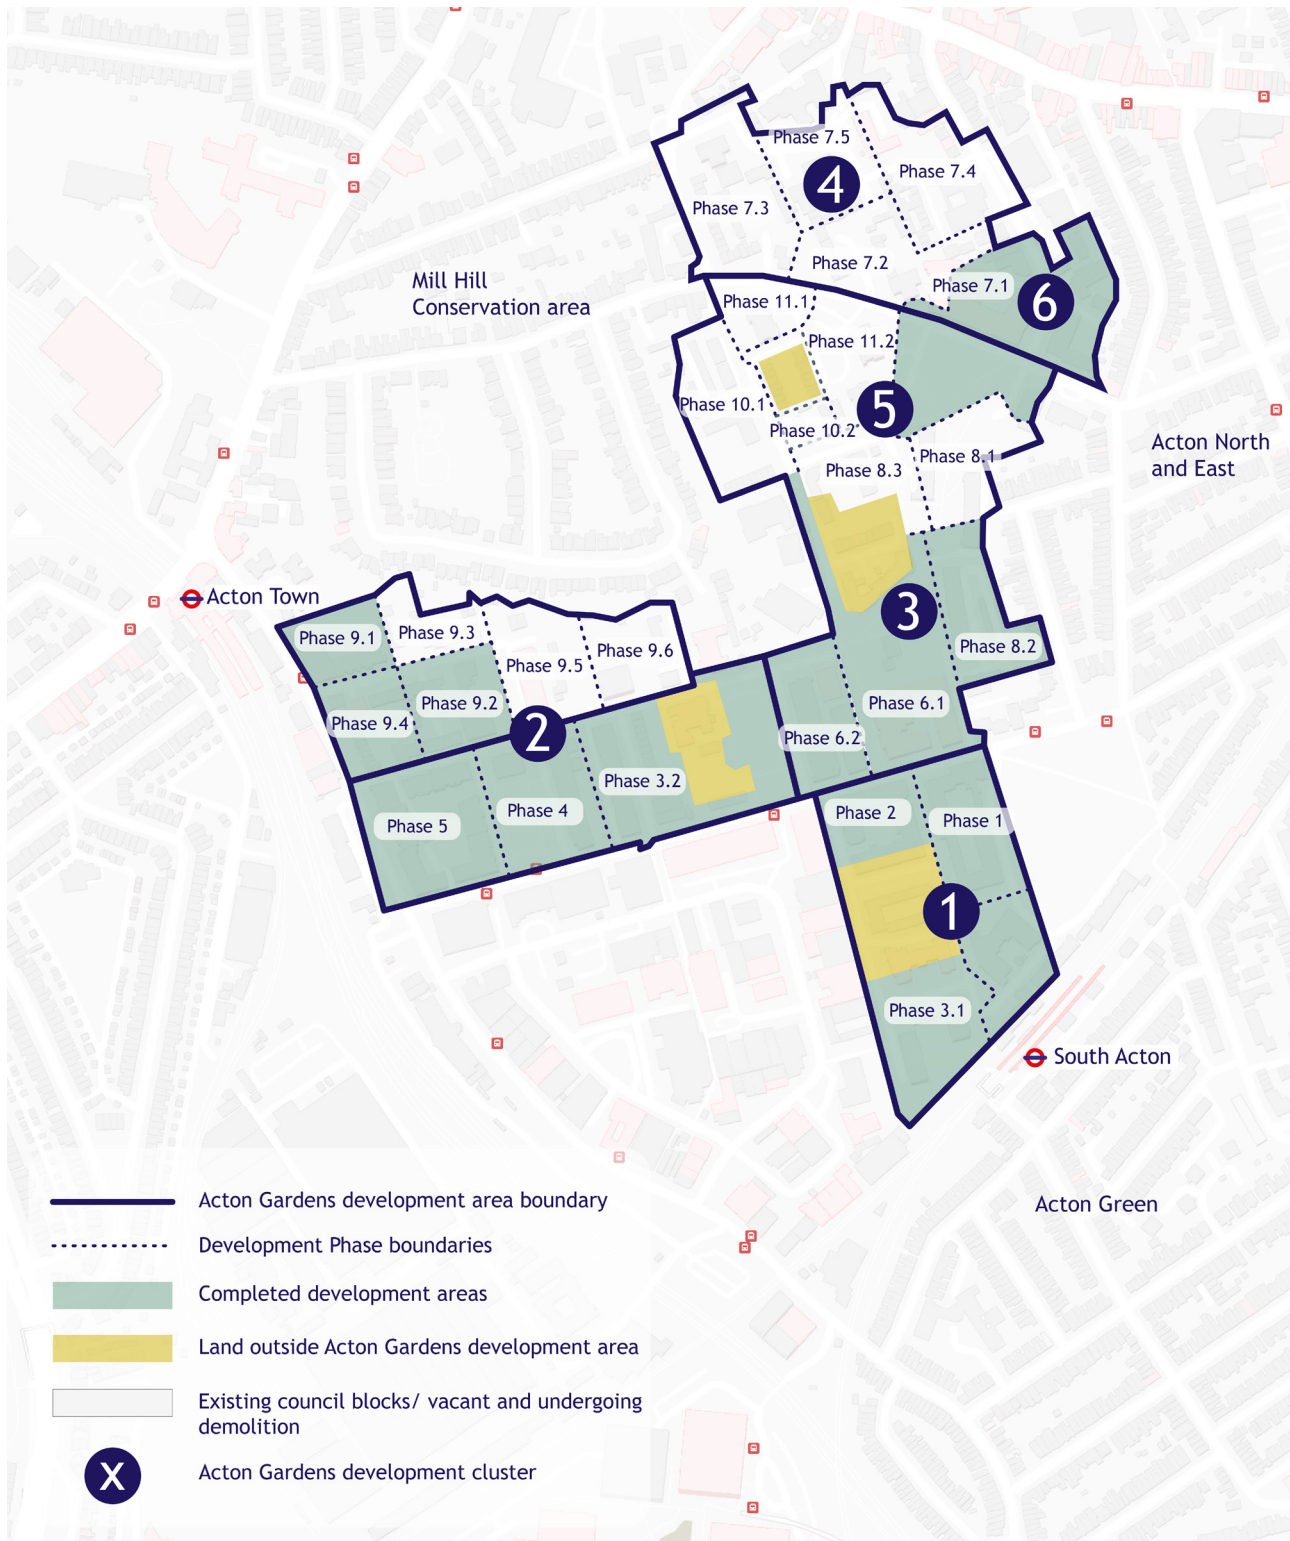 Phase 7.5
Phase 7.4
4
Phase 7.3
Phase 7.2
Mill Hill
Conservation area
Phase 7.1
6
Phase 11.1
Phase 11.2
Phase 10.1
5
Phase 10.2
Acton North
and East
Phase 8.1
Phase 8.3
Acton Town
3
Phase 9.1
Phase 9.3
Phase 9.5
Phase 9.6
Phase 8.2
Phase 9.4
Phase 9.2
2
Phase 6.1
Phase 6.2
Phase 3.2
Phase 5
Phase 4
Phase 2
Phase 1
1
Phase 3.1
South Acton
Acton Green
Acton Gardens development area boundary
Development Phase boundaries
Completed development areas
Land outside Acton Gardens development area
Existing council blocks/ vacant and undergoing
demolition
X
Acton Gardens development cluster